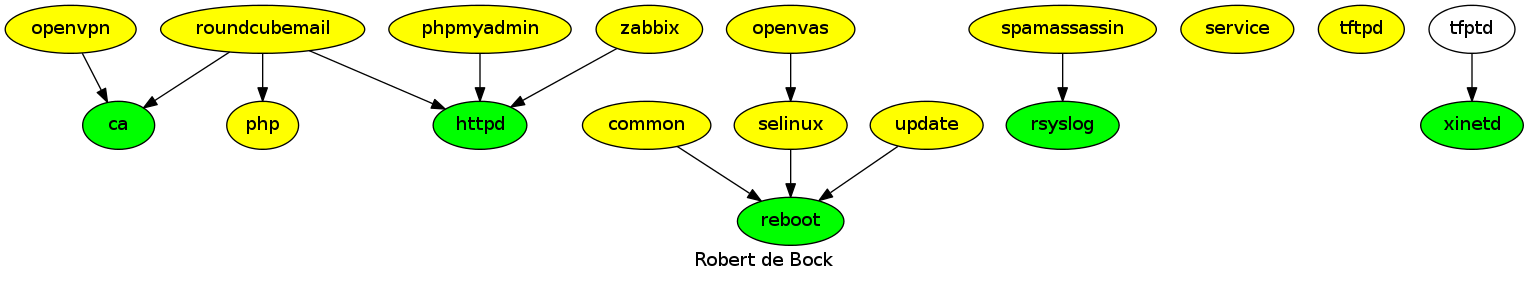 openvpn
roundcubemail
phpmyadmin
zabbix
openvas
spamassassin
service
tftpd
tfptd
ca
php
httpd
common
selinux
update
rsyslog
xinetd
reboot
Robert de Bock